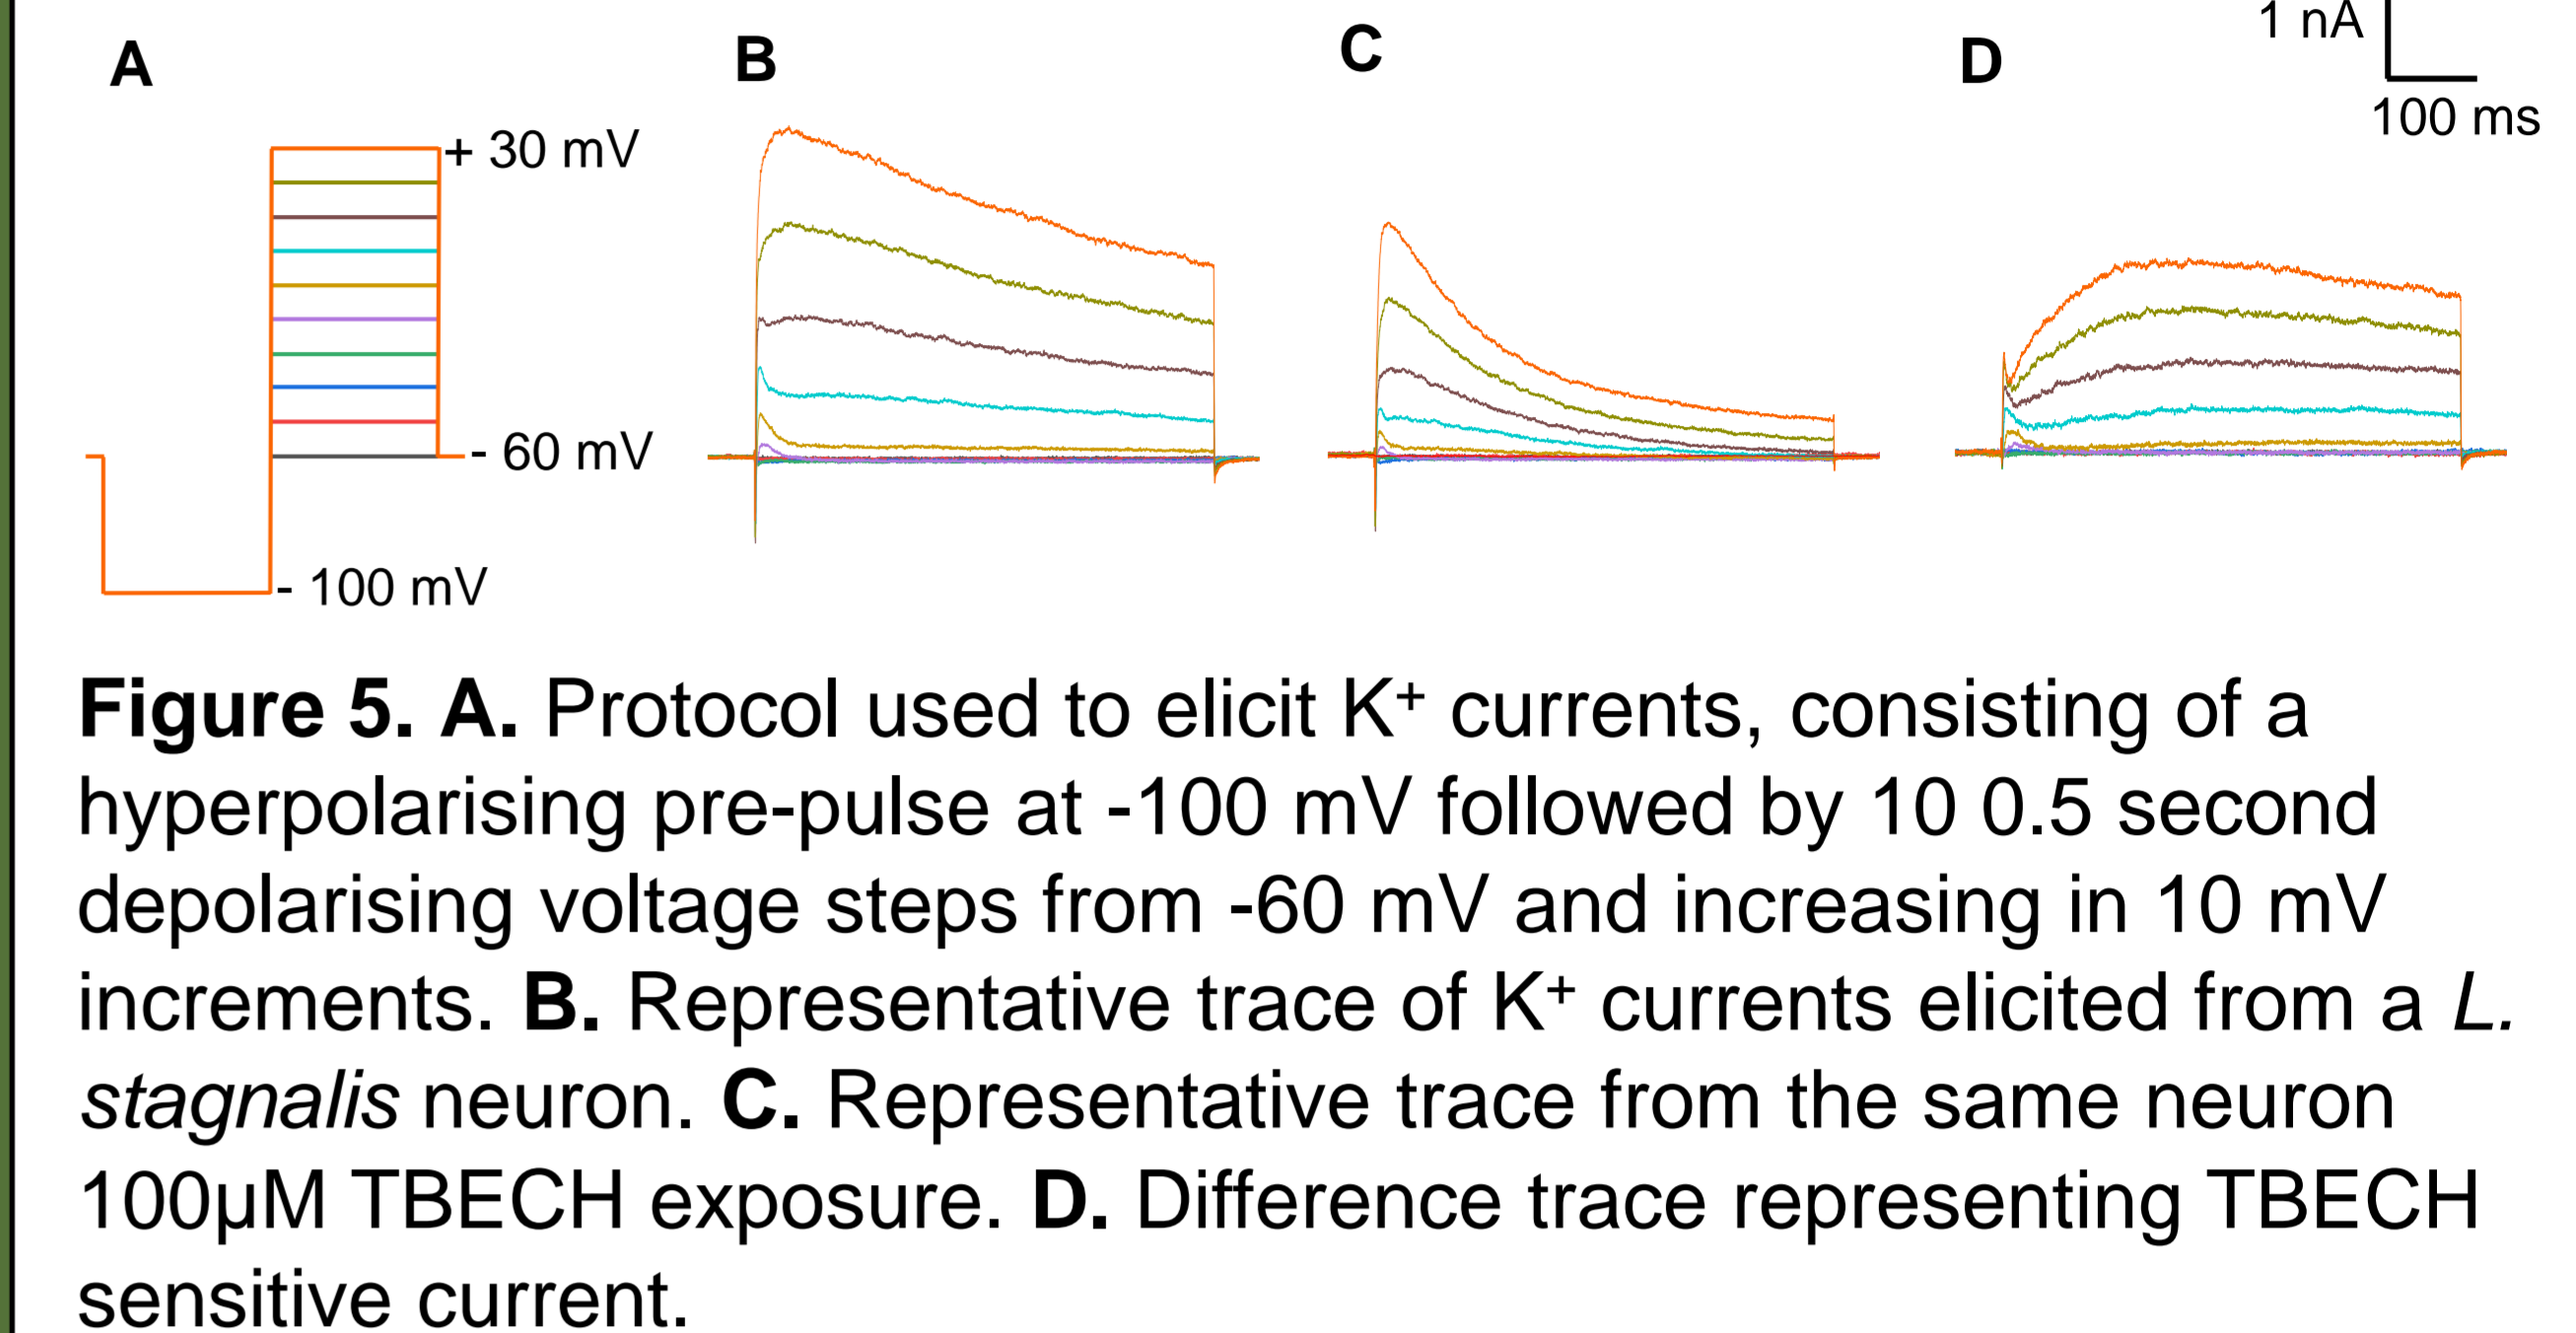 A
B
C
D
1 nA
100 ms
+ 30 mV
- 60 mV
- 100 mV
Figure 5. A. Protocol used to elicit K⁺ currents, consisting of a
hyperpolarising pre-pulse at -100 mV followed by 10 0.5 second
depolarising voltage steps from -60 mV and increasing in 10 mV
increments. B. Representative trace of K⁺ currents elicited from a L.
stagnalis neuron. C. Representative trace from the same neuron
100µM TBECH exposure. D. Difference trace representing TBECH
sensitive current.